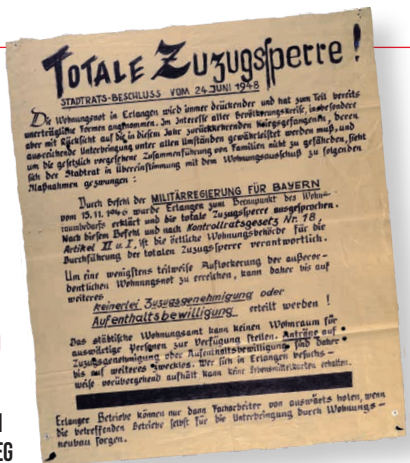 TOTALE Zuzugssperre!
STADTRATS-BESCHLUSS VOM 24. JUNI 1948
Die Wohnungsnot in Erlangen wird immer drückender und hat zum Teil bereits
unerträgliche Formen angenommen. Im Interesse aller Bevölkerungskreise, insbesondere
aber mit Rücksicht auf die in diesem Jahr zurückkehrenden Kriegsgefangenen, deren
ausreichende Unterbringung unter allen Umständen gewährleistet werden muß, und
um die gesetzlich vorgesehene Zusammenführung von Familien nicht zu gefährden, sieht
sich der Stadtrat in Übereinstimmung mit dem Wohnungsausschuß zu folgenden
Maßnahmen gezwungen:
Durch Befehl der MILITÄRREGIERUNG FÜR BAYERN
vom 15.11.1946 wurde Erlangen zum Brennpunkt des Wohn-
raumbedarfs erklärt und die totale Zuzugssperre ausgesprochen.
Nach diesem Befehl und nach Kontrollratsgesetz Nr. 18,
Artikel II u. I, ist die örtliche Wohnungsbehörde für die
Durchführung der totalen Zuzugssperre verantwortlich.
Um eine wenigstens teilweise Auflockerung der außeror-
dentlichen Wohnungsnot zu erreichen, kann daher bis auf
weiteres
keinerlei Zuzugsgenehmigung oder
Aufenthaltsbewilligung erteilt werden!
Das städtische Wohnungsamt kann keinen Wohnraum für
auswärtige Personen zur Verfügung stellen. Anträge auf
Zuzugsgenehmigung oder Aufenthaltsbewilligung sind daher
bis auf weiteres zwecklos. Wer sich in Erlangen besuchs-
weise vorübergehend aufhält kann keine Lebensmittelkarten erhalten.
Erlanger Betriebe können nur dann Facharbeiter von auswärts holen, wenn
die betreffenden Betriebe selbst für die Unterbringung durch Wohnungs-
neubau sorgen.
EG